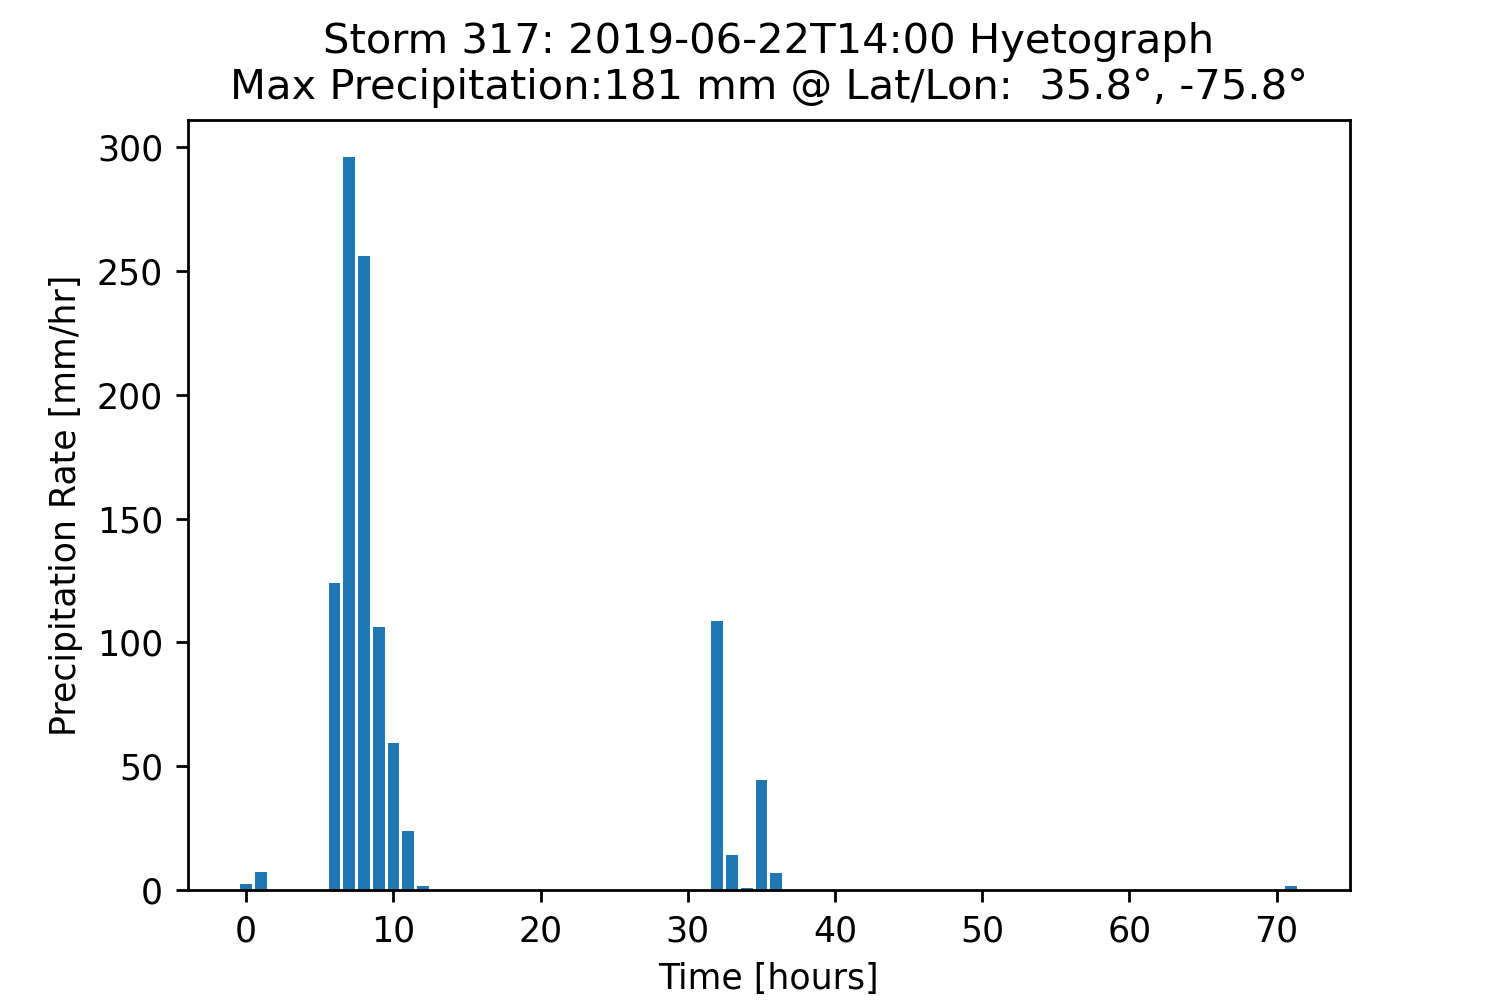 Storm 317: 2019-06-22T14:00 Hyetograph
Max Precipitation:181 mm @ Lat/Lon:  35.8°, -75.8°
300
250
200
150
100
50
0
Precipitation Rate [mm/hr]
0 10 20 30 40 50 60 70
Time [hours]